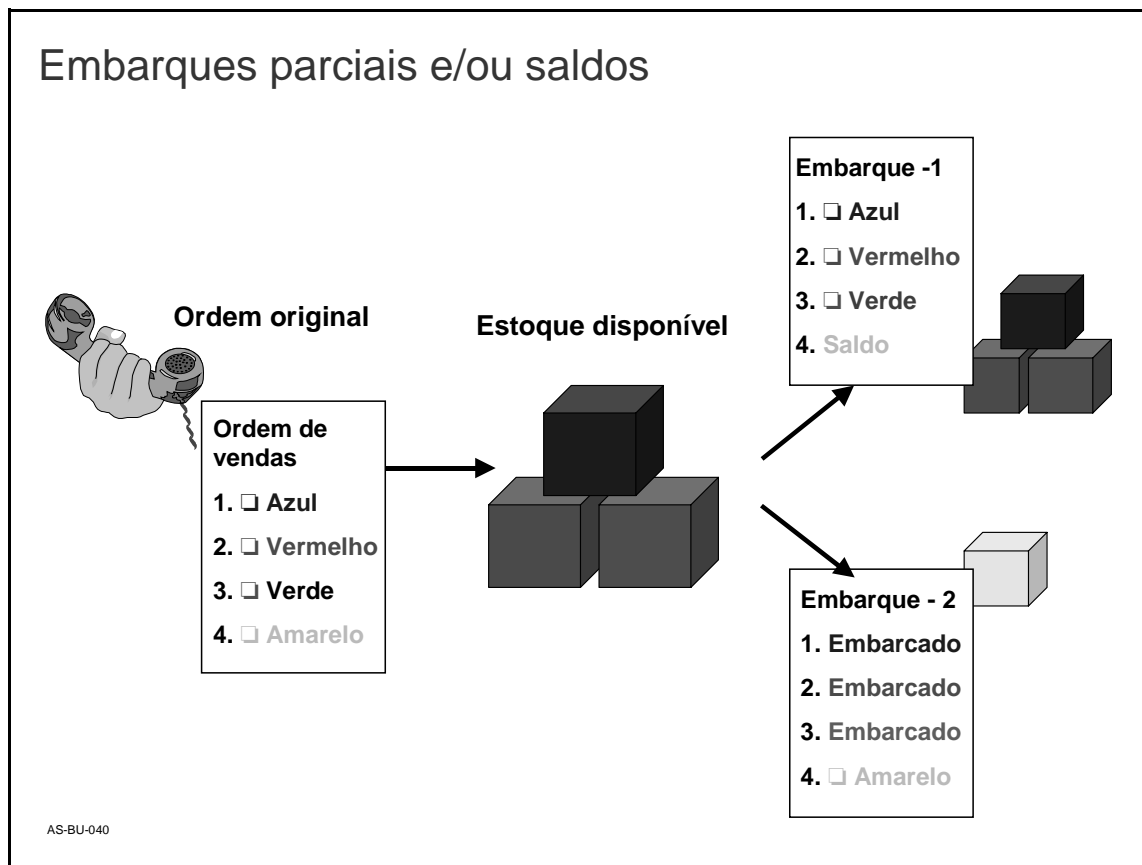 Embarques parciais e/ou saldos
Ordem original
Ordem de
vendas
1. ❏ Azul
2. ❏ Vermelho
3. ❏ Verde
4. ❏ Amarelo
Estoque disponível
Embarque -1
1. ❏ Azul
2. ❏ Vermelho
3. ❏ Verde
4. Saldo
Embarque - 2
1. Embarcado
2. Embarcado
3. Embarcado
4. ❏ Amarelo
AS-BU-040